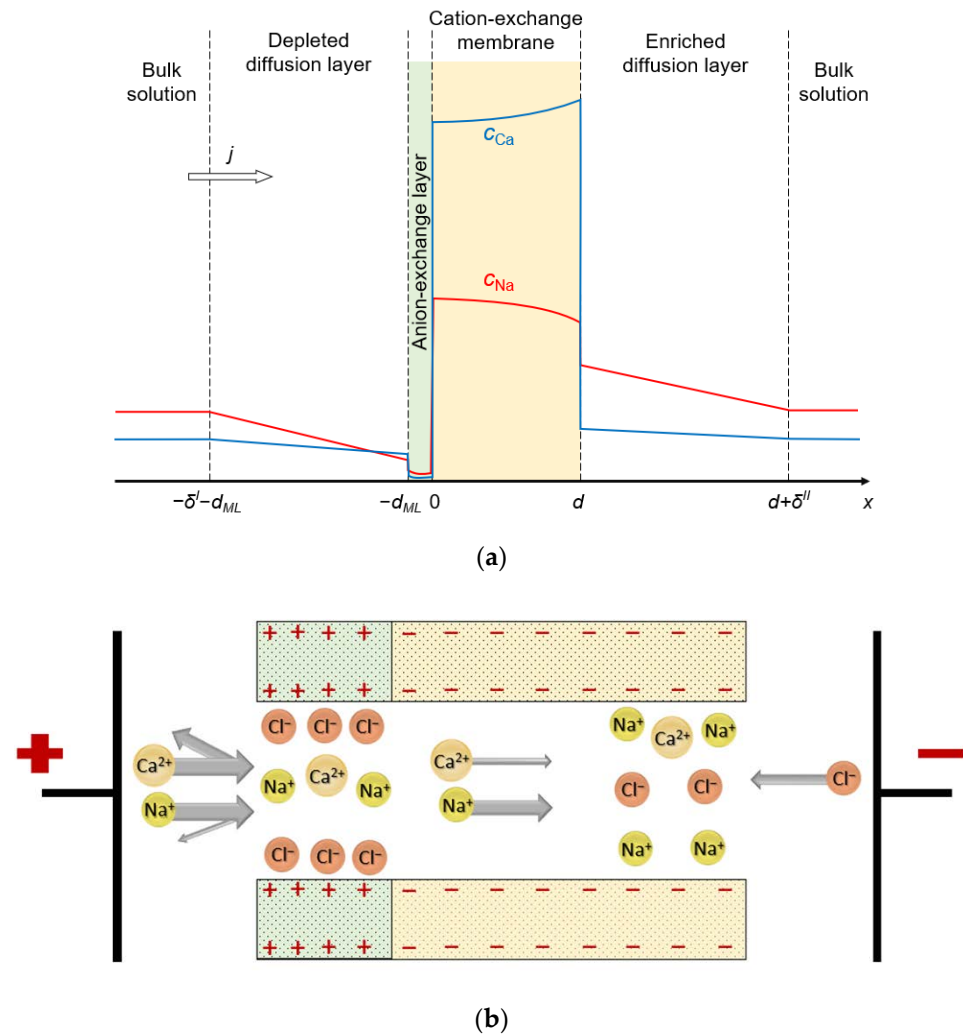 Bulk
solution
Depleted
diffusion layer
Cation-exchange
membrane
Enriched
diffusion layer
Bulk
solution
j
Anion-exchange layer
cCa
cNa
−δI−dML
−dML
0
d
d+δII
x
(a)
+ + + + − − − − − − − −
+ + + + − − − − − − − −
Cl− Cl− Cl−
Na+ Ca2+ Na+
+
Ca2+
Na+ Ca2+ Na+
Ca2+
Cl− Cl−
Cl−
−
Na+
Na+
Cl− Cl− Cl−
Na+ Na+
+ + + + − − − − − − − −
+ + + + − − − − − − − −
(b)